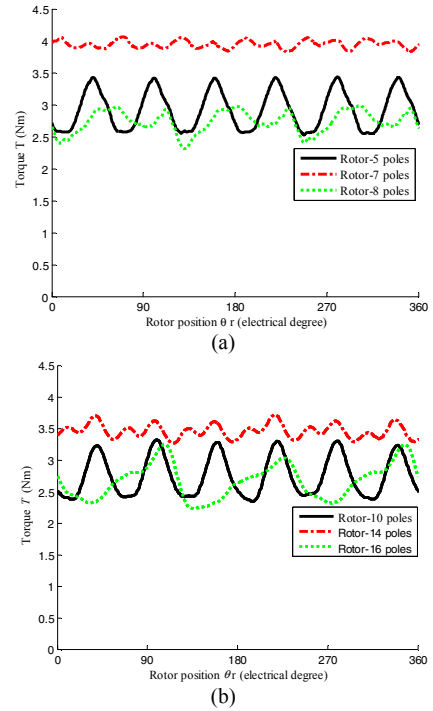 4.5
4
3.5
3
2.5
2
1.5
1
0.5
0
Torque T (Nm)
Rotor-5 poles
Rotor-7 poles
Rotor-8 poles
0 90 180 270 360
Rotor position θ r (electrical degree)
(a)
4.5
4
3.5
3
2.5
2
1.5
1
0.5
0
Torque T (Nm)
Rotor-10 poles
Rotor-14 poles
Rotor-16 poles
0 90 180 270 360
Rotor position θr (electrical degree)
(b)